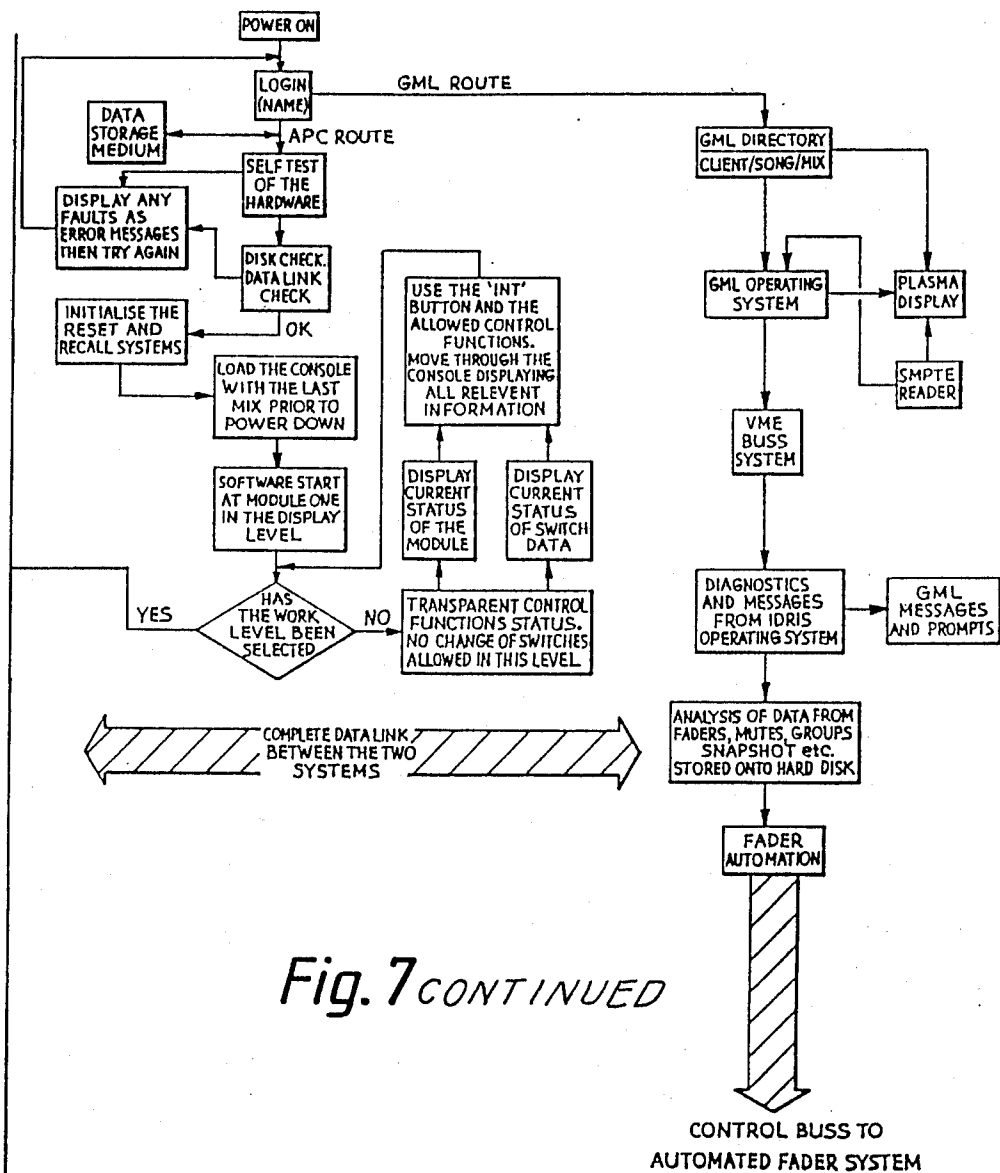 POWER ON
LOGIN
(NAME)
GML ROUTE
DATA
STORAGE
MEDIUM
APC ROUTE
SELF TEST
OF THE
HARDWARE
DISPLAY ANY
FAULTS AS
ERROR MESSAGES
THEN TRY AGAIN
DISK CHECK.
DATA LINK
CHECK
OK
INITIALISE THE
RESET AND
RECALL SYSTEMS
LOAD THE CONSOLE
WITH THE LAST
MIX PRIOR TO
POWER DOWN
SOFTWARE START
AT MODULE ONE
IN THE DISPLAY
LEVEL
HAS
THE WORK
LEVEL BEEN
SELECTED
YES
NO
TRANSPARENT CONTROL
FUNCTIONS STATUS.
NO CHANGE OF SWITCHES
ALLOWED IN THIS LEVEL
DISPLAY
CURRENT
STATUS
OF THE
MODULE
DISPLAY
CURRENT
STATUS
OF SWITCH
DATA
USE THE 'INT'
BUTTON AND THE
ALLOWED CONTROL
FUNCTIONS.
MOVE THROUGH THE
CONSOLE DISPLAYING
ALL RELEVENT
INFORMATION
GML DIRECTORY
CLIENT/SONG/MIX
GML OPERATING
SYSTEM
PLASMA
DISPLAY
SMPTE
READER
VME
BUSS
SYSTEM
DIAGNOSTICS
AND MESSAGES
FROM IDRIS
OPERATING SYSTEM
GML
MESSAGES
AND PROMPTS
COMPLETE DATA LINK
BETWEEN THE TWO
SYSTEMS
ANALYSIS OF DATA FROM
FADERS, MUTES, GROUPS
SNAPSHOT etc.
STORED ONTO HARD DISK
FADER
AUTOMATION
Fig. 7 CONTINUED
CONTROL BUSS TO
AUTOMATED FADER SYSTEM